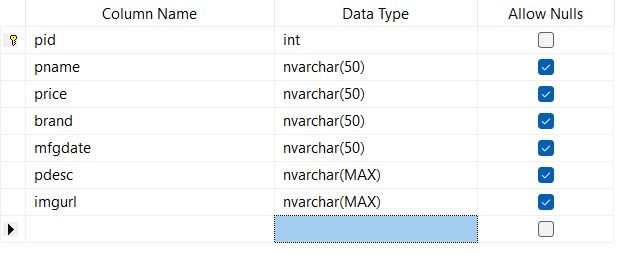 Column Name Data Type Allow Nulls
pid int
pname nvarchar(50)
price nvarchar(50)
brand nvarchar(50)
mfgdate nvarchar(50)
pdesc nvarchar(MAX)
imgurl nvarchar(MAX)